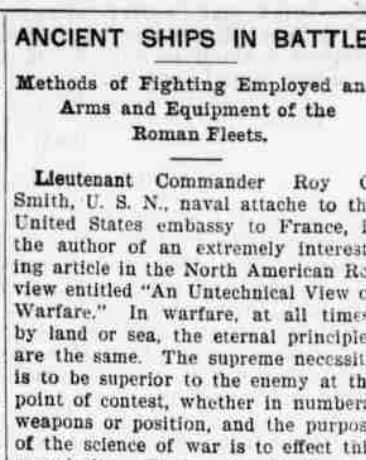 ANCIENT SHIPS IN BATTLE
Methods of Fighting Employed an
Arms and Equipment of the
Roman Fleets.
Lieutenant Commander Roy
Smith, U. S. N., naval attache to th
United States embassy to France, i
the author of an extremely interest
ing article in the North American Re
view entitled "An Untechnical View o
Warfare." In warfare, at all time
by land or sea, the eternal principle
are the same. The supreme necessit
is to be superior to the enemy at th
point of contest, whether in number
weapons or position, and the purpos
of the science of war is to effect thi